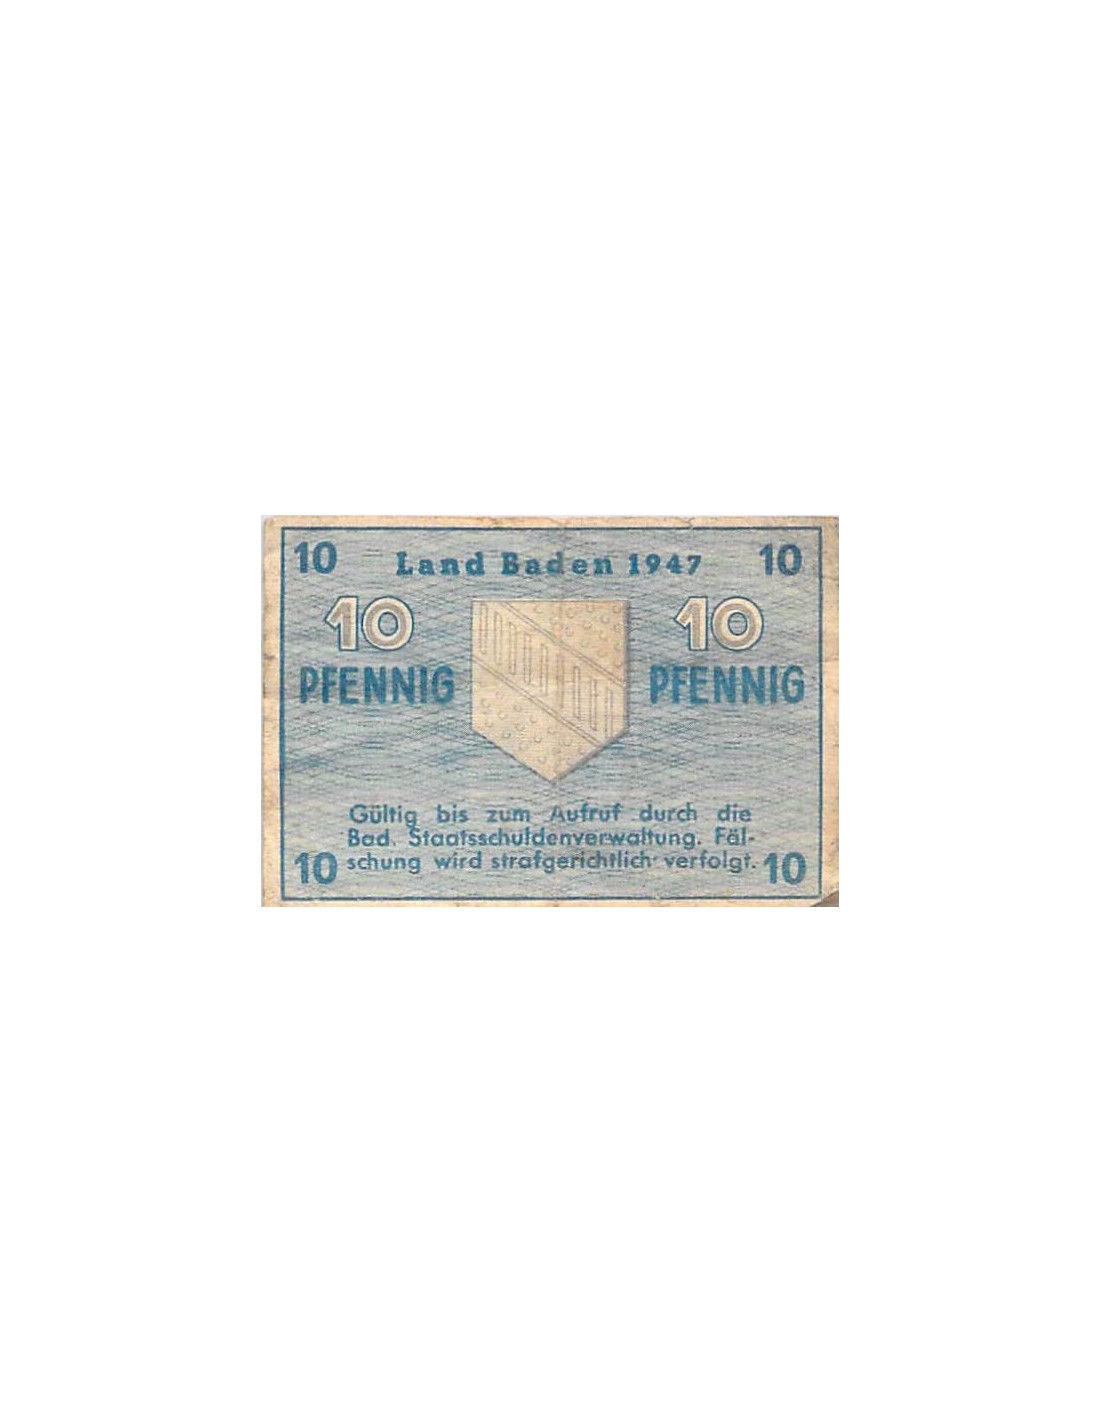 10 Land Baden 1947 10
10 10
PFENNIG PFENNIG
Gültig bis zum Aufruf durch die
Bad. Staatsschuldenverwaltung. Fäl-
10 schung wird strafgerichtlich verfolgt. 10